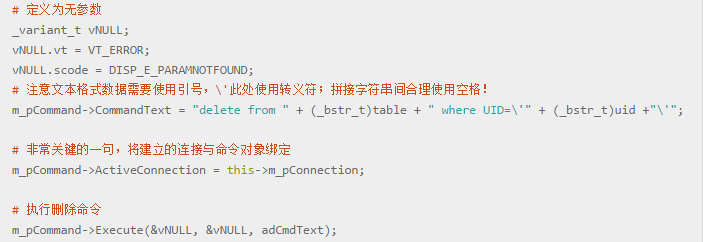 # 定义为无参数
_variant_t vNULL;
vNULL.vt = VT_ERROR;
vNULL.scode = DISP_E_PARAMNOTFOUND;
# 注意文本格式数据需要使用引号，\'此处使用转义符；拼接字符串间合理使用空格！
m_pCommand->CommandText = "delete from " + (_bstr_t)table + " where UID=\'" + (_bstr_t)uid +"\'";
# 非常关键的一句，将建立的连接与命令对象绑定
m_pCommand->ActiveConnection = this->m_pConnection;
# 执行删除命令
m_pCommand->Execute(&vNULL, &vNULL, adCmdText);